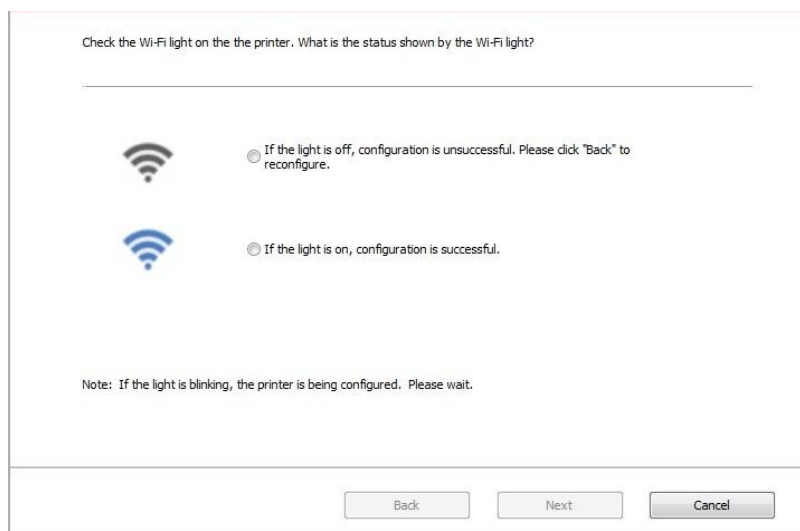 Check the Wi-Fi light on the the printer. What is the status shown by the Wi-Fi light?
If the light is off, configuration is unsuccessful. Please click "Back" to
reconfigure.
If the light is on, configuration is successful.
Note: If the light is blinking, the printer is being configured. Please wait.
Back
Next
Cancel